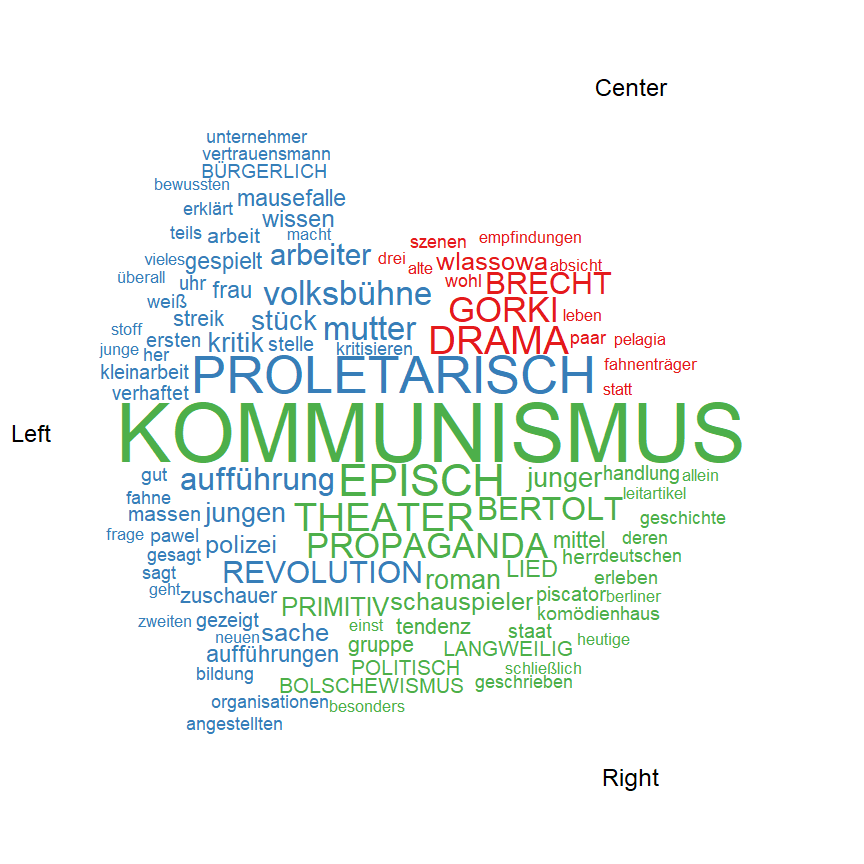 Center
unternehmer
vertrauensmann
BÜRGERLICH
bewussten
mausefalle
erklärt
wissen
teils arbeit macht
szenen empfindungen
vieles gespielt arbeiter drei alte wlassowa absicht
überall uhr frau volksbühne wohl BRECHT
weiß
streik stück mutter GORKI leben
stoff
ersten kritik stelle kritisieren DRAMA paar pelagia
junge her
kleinarbeit PROLETARISCH fahnenträger
verhaftet statt
Left KOMMUNISMUS
gut aufführung EPISCH junger handlung allein
fahne leitartikel
massen jungen THEATER BERTOLT geschichte
frage pawel
gesagt polizei PROPAGANDA mittel deren
herr deutschen
sagt REVOLUTION roman LIED erleben
geht zuschauer PRIMITIV schauspieler piscator berliner
komödienhaus
zweiten gezeigt einst tendenz staat
neuen sache heutige
aufführungen gruppe LANGWEILIG
bildung POLITISCH schließlich
BOLSCHEWISMUS geschrieben
organisationen besonders
angestellten
Right